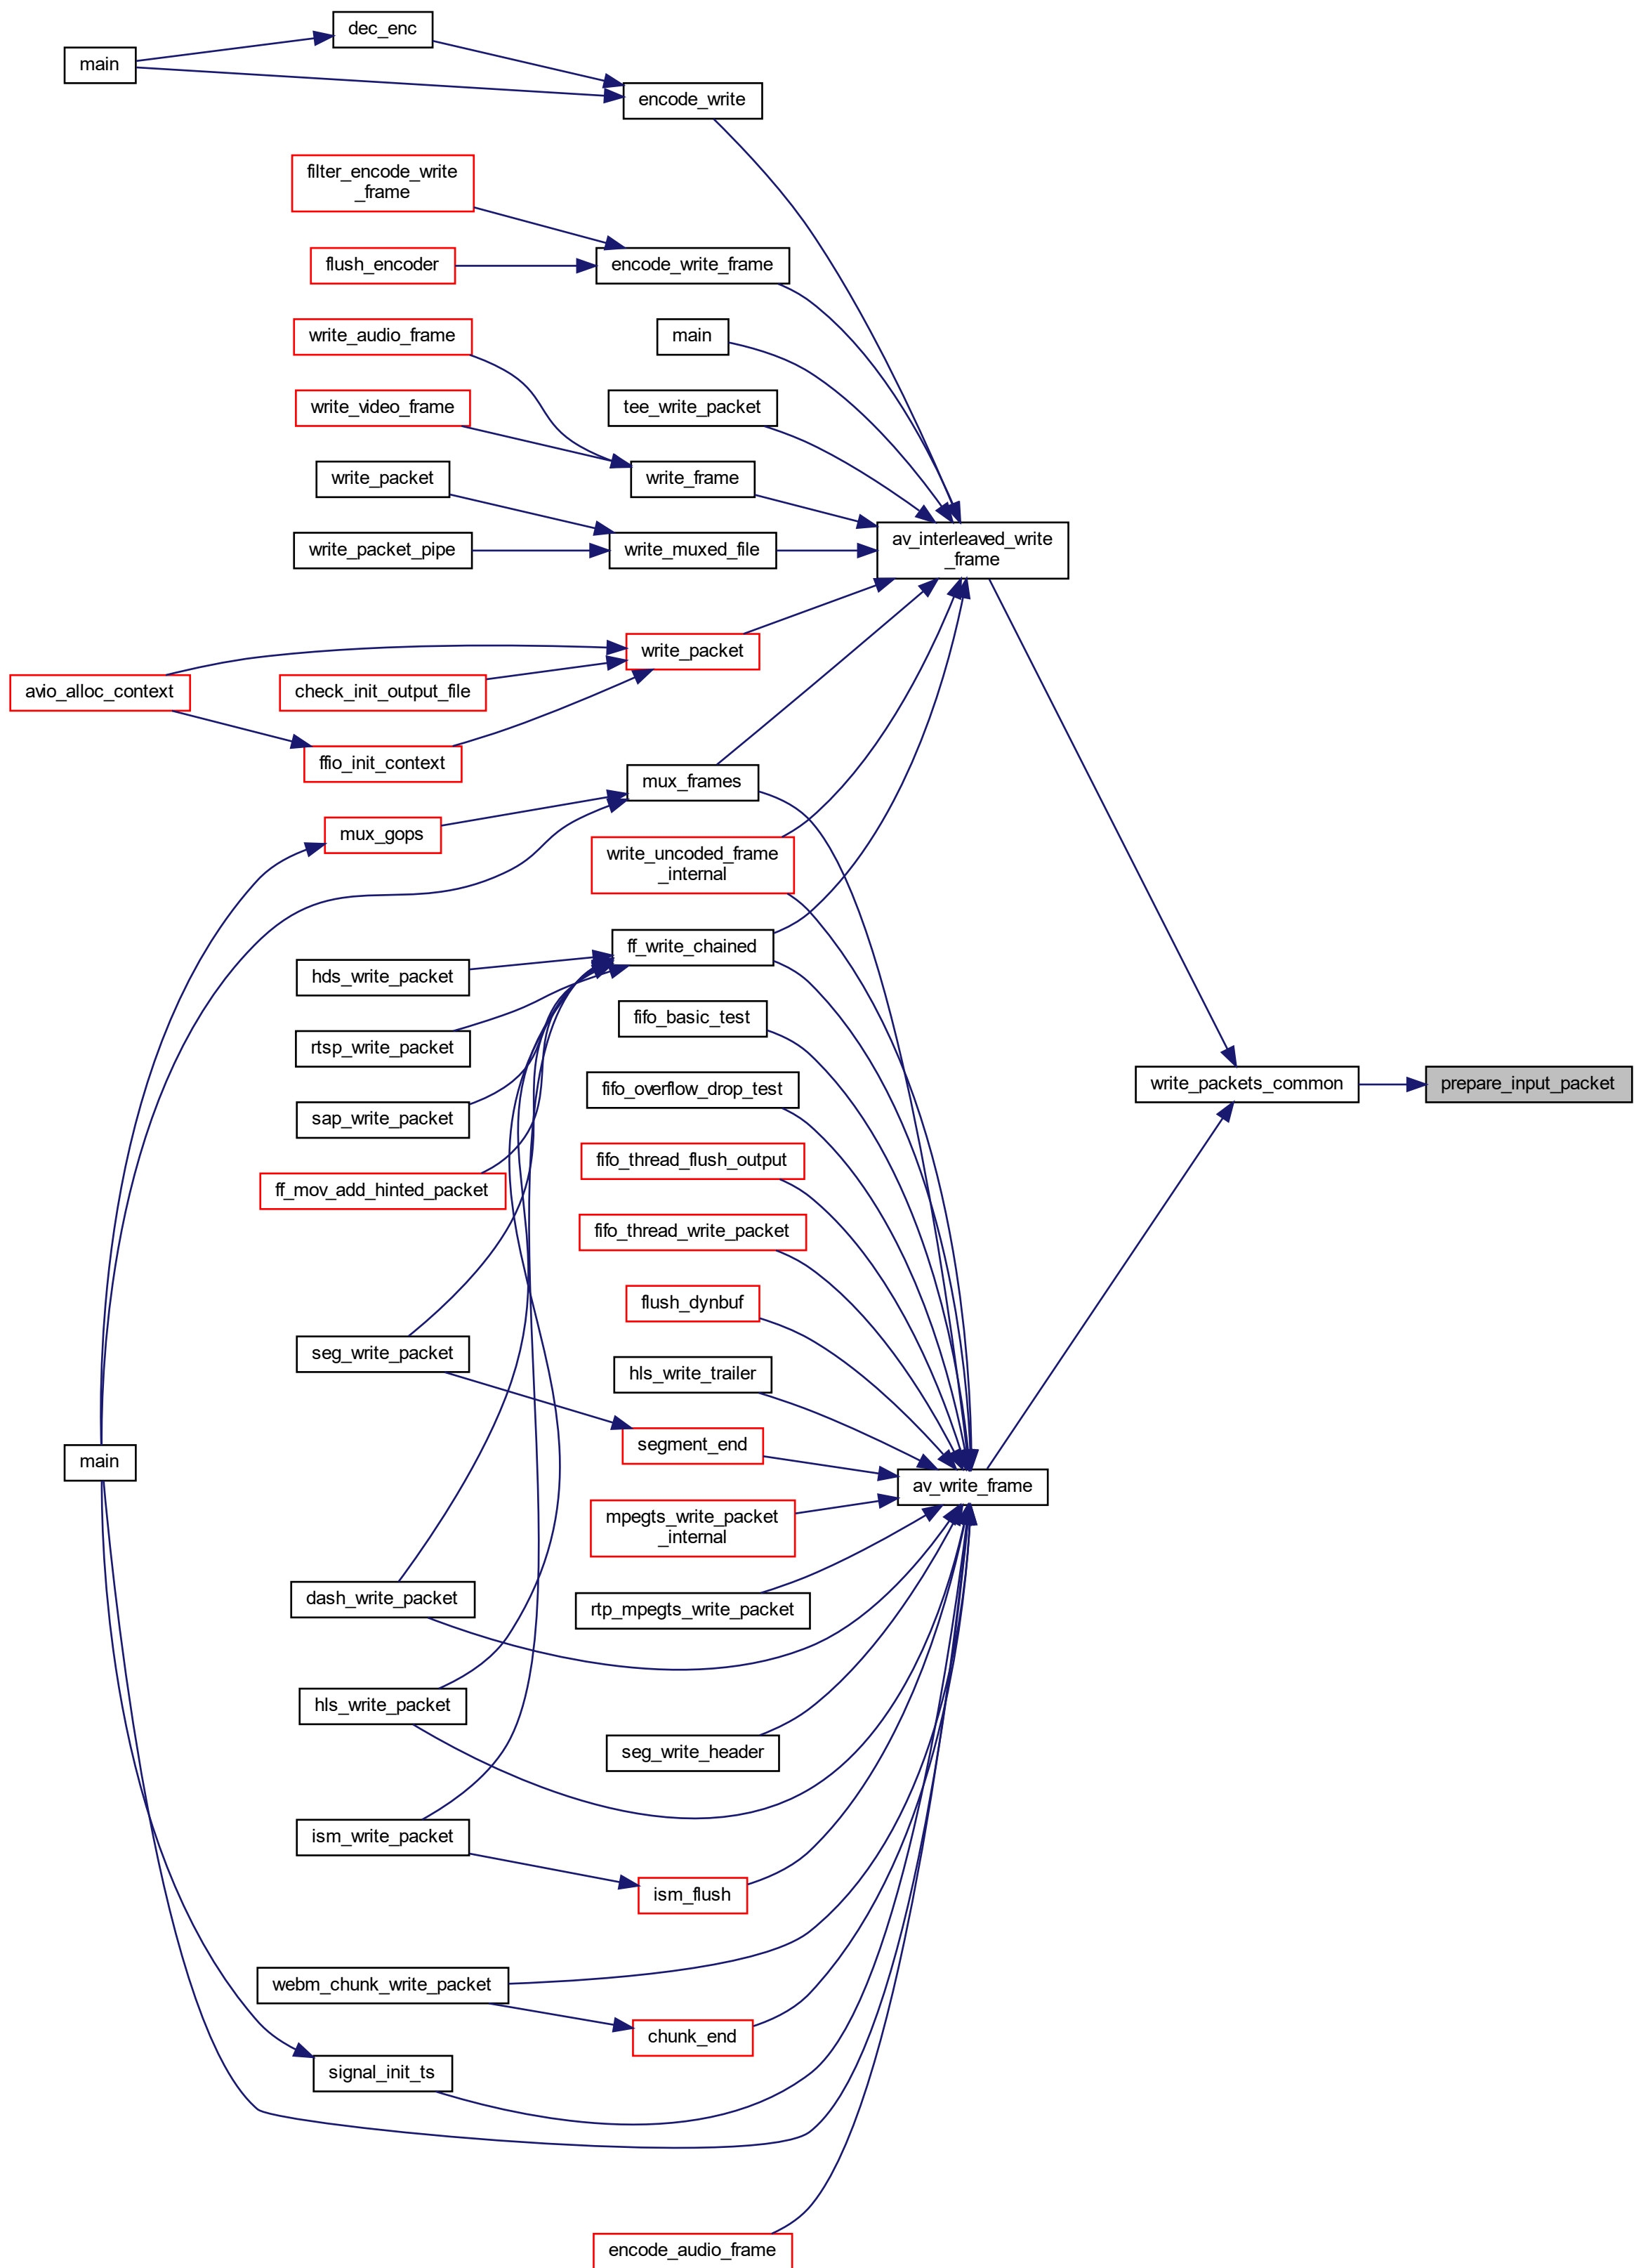 dec_enc
main
encode_write
filter_encode_write
_frame
flush_encoder
encode_write_frame
write_audio_frame
main
write_video_frame
tee_write_packet
write_packet
write_frame
write_packet_pipe
write_muxed_file
av_interleaved_write
_frame
write_packet
avio_alloc_context
check_init_output_file
ffio_init_context
mux_frames
mux_gops
write_uncoded_frame
_internal
ff_write_chained
hds_write_packet
fifo_basic_test
rtsp_write_packet
fifo_overflow_drop_test
write_packets_common
prepare_input_packet
sap_write_packet
fifo_thread_flush_output
ff_mov_add_hinted_packet
fifo_thread_write_packet
flush_dynbuf
seg_write_packet
hls_write_trailer
segment_end
main
av_write_frame
mpegts_write_packet
_internal
dash_write_packet
rtp_mpegts_write_packet
hls_write_packet
seg_write_header
ism_write_packet
ism_flush
webm_chunk_write_packet
chunk_end
signal_init_ts
encode_audio_frame